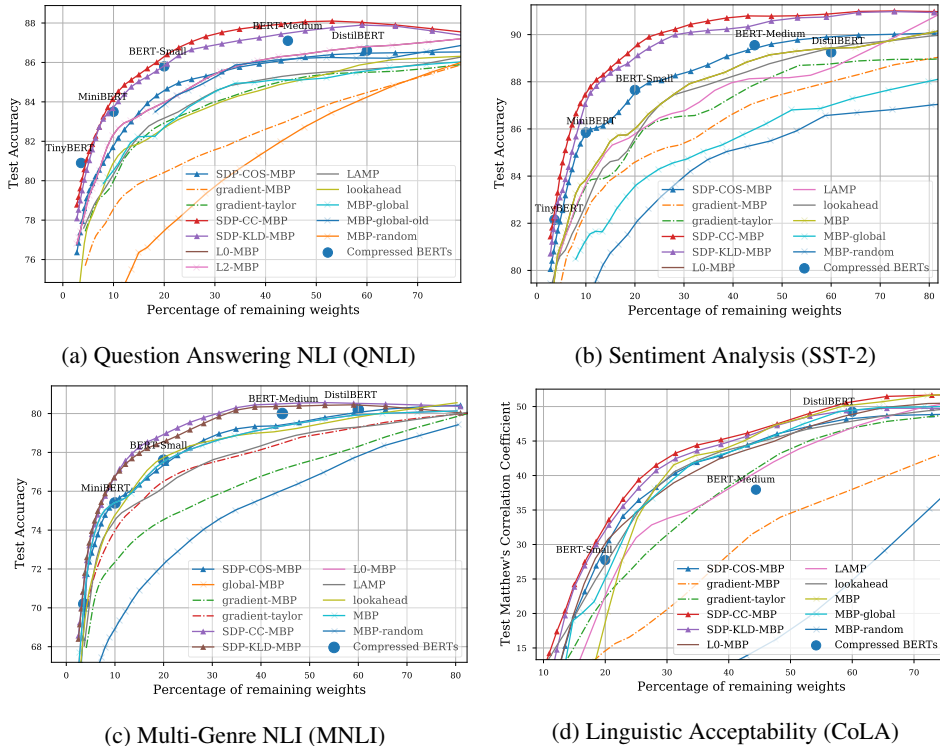 88
86
84
82
80
78
76
Test Accuracy
TinyBERT
MiniBERT
BERT-Small
BERT-Medium
DistilBERT
SDP-COS-MBP
gradient-MBP
gradient-taylor
SDP-CC-MBP
SDP-KLD-MBP
L0-MBP
L2-MBP
LAMP
lookahead
MBP-global
MBP-global-old
MBP-random
Compressed BERTs
0 10 20 30 40 50 60 70
Percentage of remaining weights
(a) Question Answering NLI (QNLI)
90
88
86
84
82
80
Test Accuracy
TinyBERT
MiniBERT
BERT-Small
BERT-Medium
DistilBERT
SDP-COS-MBP
gradient-MBP
gradient-taylor
SDP-CC-MBP
SDP-KLD-MBP
L0-MBP
LAMP
lookahead
MBP
MBP-global
MBP-random
Compressed BERTs
0 10 20 30 40 50 60 70 80
Percentage of remaining weights
(b) Sentiment Analysis (SST-2)
80
78
76
74
72
70
68
Test Accuracy
MiniBERT
BERT-Small
BERT-Medium
DistilBERT
SDP-COS-MBP
global-MBP
gradient-MBP
gradient-taylor
SDP-CC-MBP
SDP-KLD-MBP
L0-MBP
LAMP
lookahead
MBP
MBP-random
Compressed BERTs
0 10 20 30 40 50 60 70 80
Percentage of remaining weights
(c) Multi-Genre NLI (MNLI)
50
45
40
35
30
25
20
15
Test Matthew's Correlation Coefficient
BERT-Small
BERT-Medium
DistilBERT
SDP-COS-MBP
gradient-MBP
gradient-taylor
SDP-CC-MBP
SDP-KLD-MBP
L0-MBP
LAMP
lookahead
MBP
MBP-global
MBP-random
Compressed BERTs
10 20 30 40 50 60 70
Percentage of remaining weights
(d) Linguistic Acceptability (CoLA)